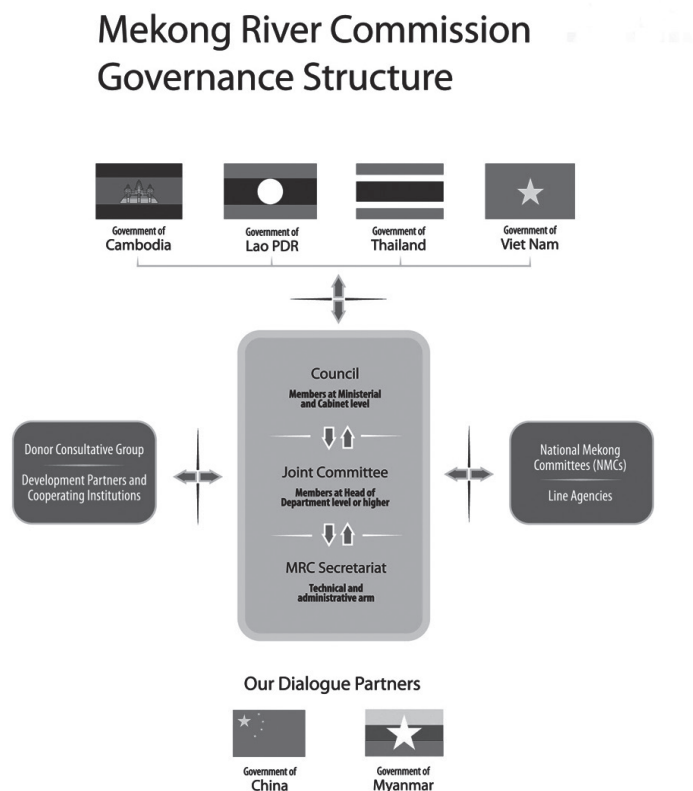 Mekong River Commission
Governance Structure
Government of
Cambodia
Government of
Lao PDR
Government of
Thailand
Government of
Viet Nam
Council
Members at Ministerial
and Cabinet level
Donor Consultative Group
Development Partners and
Cooperating Institutions
Joint Committee
Members at Head of
Department level or higher
National Mekong
Committees (NMCs)
Line Agencies
MRC Secretariat
Technical and
administrative arm
Our Dialogue Partners
Government of
China
Government of
Myanmar